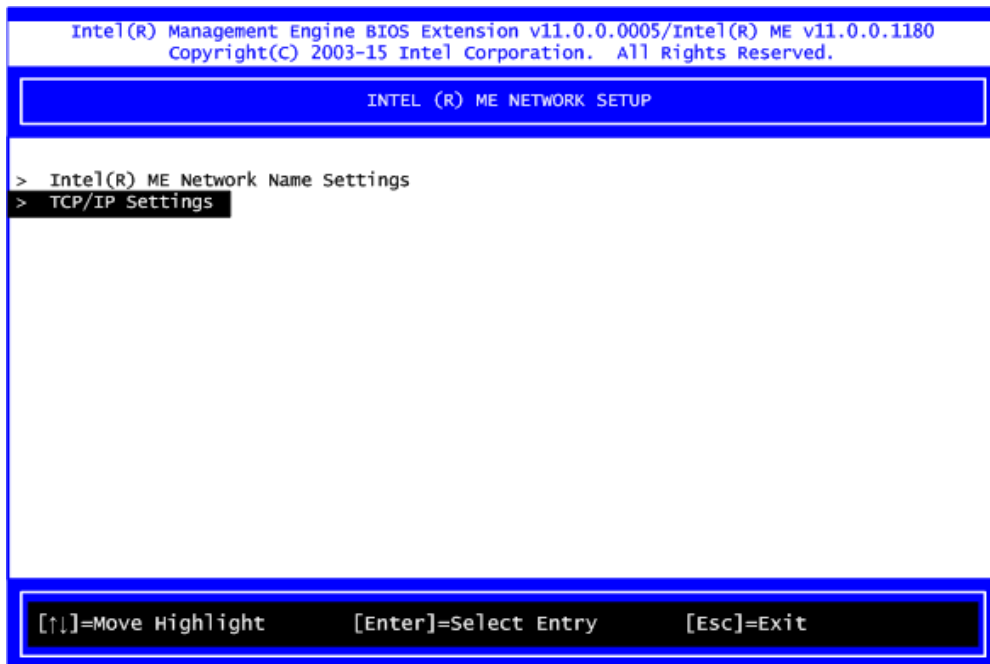 Intel(R) Management Engine BIOS Extension v11.0.0.0005/Intel(R) ME v11.0.0.1180
Copyright(C) 2003-15 Intel Corporation.  All Rights Reserved.
INTEL (R) ME NETWORK SETUP
>  Intel(R) ME Network Name Settings
>  TCP/IP Settings
[↑↓]=Move Highlight  [Enter]=Select Entry  [Esc]=Exit